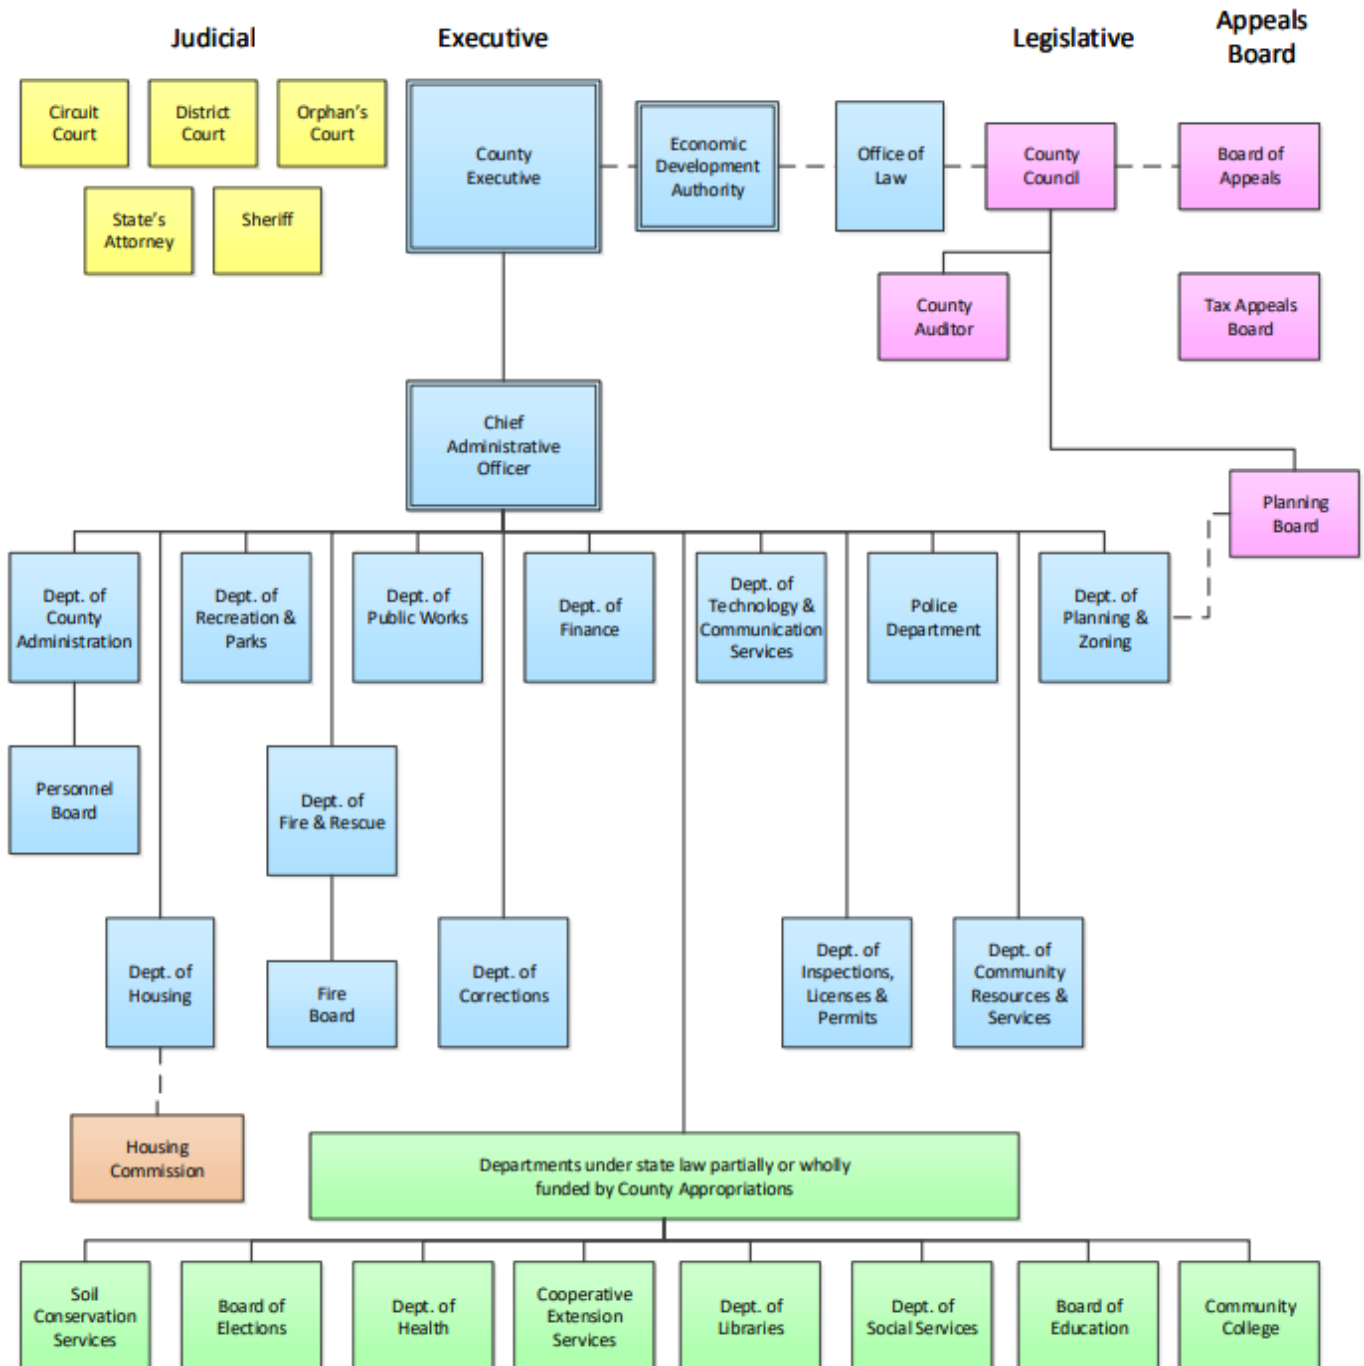 Judicial
Executive
Legislative
Appeals
Board
Circuit
Court
District
Court
Orphan's
Court
State's
Attorney
Sheriff
County
Executive
Economic
Development
Authority
Office of
Law
County
Council
Board of
Appeals
County
Auditor
Tax Appeals
Board
Chief
Administrative
Officer
Planning
Board
Dept. of
County
Administration
Dept. of
Recreation &
Parks
Dept. of
Public Works
Dept. of
Finance
Dept. of
Technology &
Communication
Services
Police
Department
Dept. of
Planning &
Zoning
Personnel
Board
Dept. of
Fire & Rescue
Dept. of
Housing
Fire
Board
Dept. of
Corrections
Dept. of
Inspections,
Licenses &
Permits
Dept. of
Community
Resources &
Services
Housing
Commission
Departments under state law partially or wholly
funded by County Appropriations
Soil
Conservation
Services
Board of
Elections
Dept. of
Health
Cooperative
Extension
Services
Dept. of
Libraries
Dept. of
Social Services
Board of
Education
Community
College